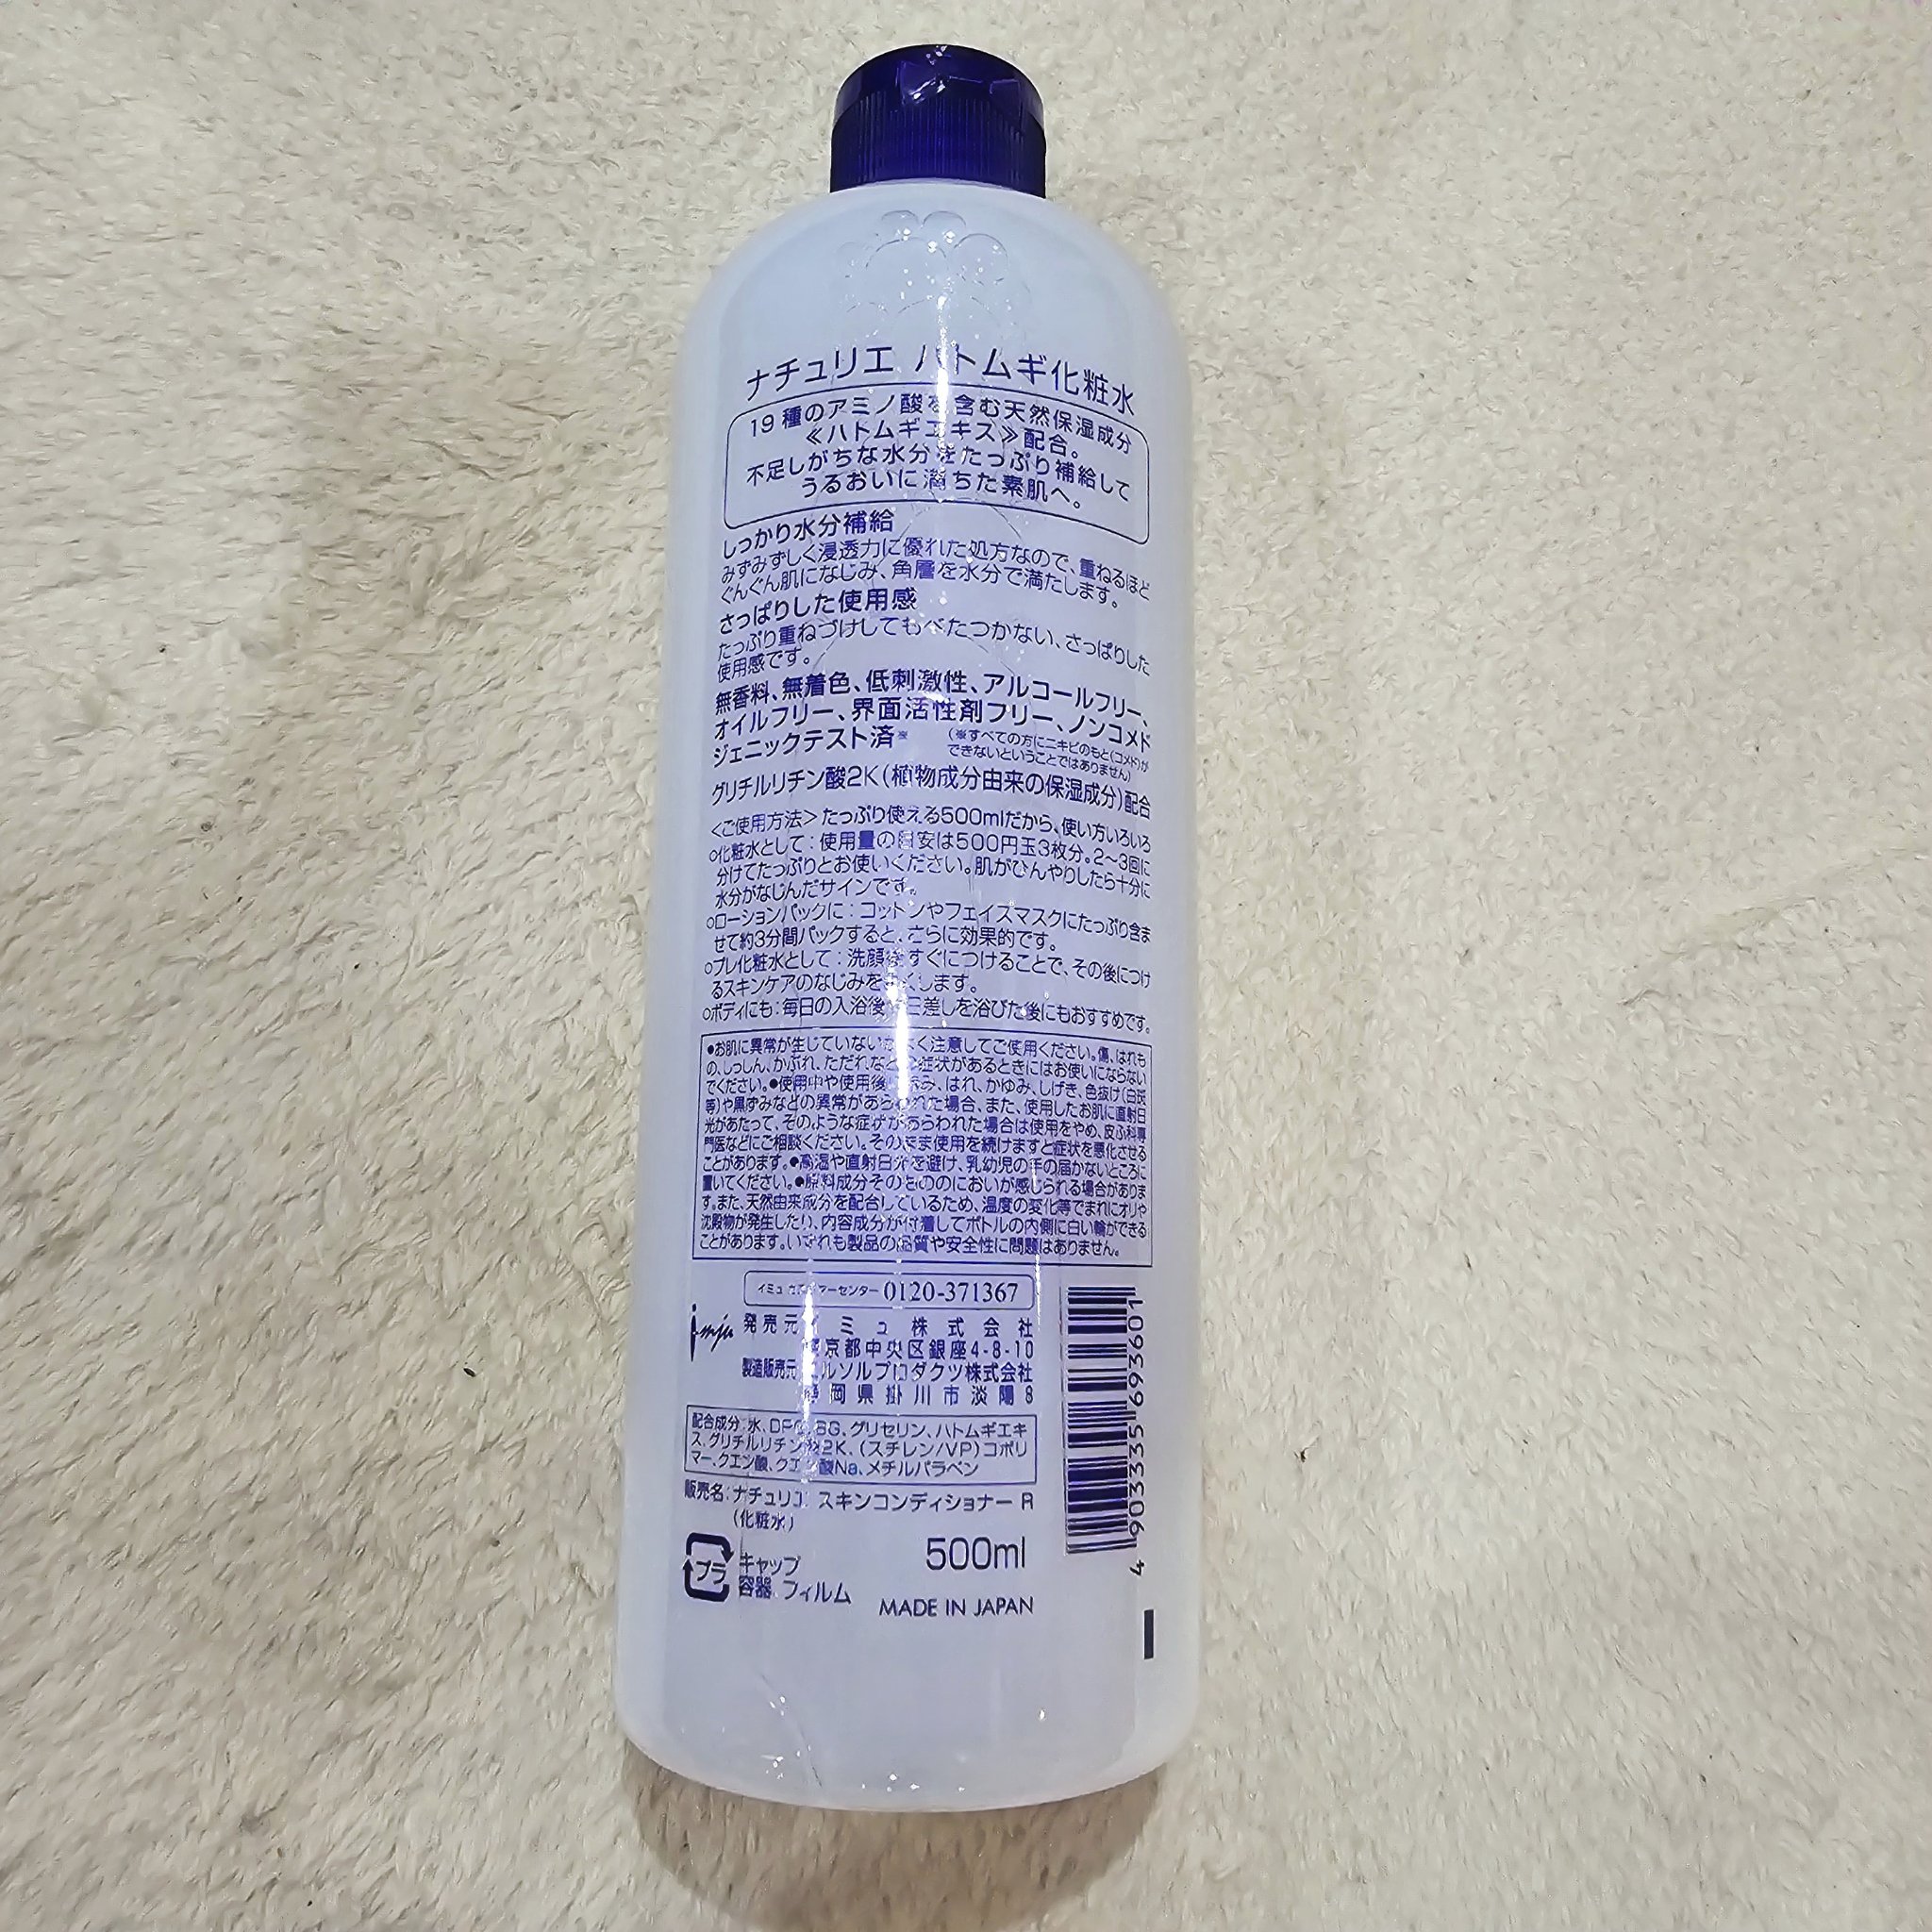 ナチュリエ ハトムギ化粧水
19種のアミノ酸を含む天然保湿成分
≪ハトムギエキス≫配合。
不足しがちな水分をたっぷり補給して
うるおいに満ちた素肌へ。
しっかり水分補給
みずみずしく浸透力に優れた処方なので、重ねるほど
ぐんぐん肌になじみ、角層を水分で満たします。
さっぱりした使用感
たっぷり重ねづけしてもべたつかない、さっぱりした
使用感です。
無香料、無着色、低刺激性、アルコールフリー、
オイルフリー、界面活性剤フリー、ノンコメド
ジェニックテスト済※
(※すべての方にニキビのもと(コメド)が
できないということではありません)
グリチルリチン酸2K(植物成分由来の保湿成分)配合
<ご使用方法>たっぷり使える500mlだから、使い方いろいろ
○化粧水として:使用量の目安は500円玉3枚分。2〜3回に
分けてたっぷりとお使いください。肌がひんやりしたら十分に
水分がなじんだサインです。
○ローションパックに:コットンやフェイスマスクにたっぷり含ま
せて約3分間パックすると、さらに効果的です。
○プレ化粧水として:洗顔後すぐにつけることで、その後につけ
るスキンケアのなじみをよくします。
○ボディにも:毎日の入浴後や日差しを浴びた後にもおすすめです。
●お肌に異常が生じていないかよく注意してご使用ください。傷、はれも
の、しっしん、かぶれ、ただれなどの症状があるときにはお使いにならない
でください。●使用中や使用後に赤み、はれ、かゆみ、しげき、色抜け(白斑
等)や黒ずみなどの異常があらわれた場合、また、使用したお肌に直射日
光があたって、そのような症状があらわれた場合は使用をやめ、皮ふ科専
門医などにご相談ください。そのまま使用を続けますと症状を悪化させる
ことがあります。●高温や直射日光を避け、乳幼児の手の届かないところに
置いてください。●原料成分そのもののにおいが感じられる場合がありま
す。また、天然由来成分を配合しているため、温度の変化等でまれにオリや
沈殿物が発生したり、内容成分が付着してボトルの内側に白い輪ができる
ことがあります。いずれも製品の品質や安全性に問題はありません。
イミュ カスタマーセンター 0120-371367
imju
発売元 イミュ株式会社
東京都中央区銀座4-8-10
製造販売元 コルソルプロダクツ株式会社
静岡県掛川市淡陽8
配合成分:水、DPG、BG、グリセリン、ハトムギエキ
ス、グリチルリチン酸2K、(スチレン/VP)コポリ
マー、クエン酸、クエン酸Na、メチルパラベン
販売名:ナチュリエ スキンコンディショナー R
(化粧水)
プラ
キャップ
容器 フィルム
500ml
MADE IN JAPAN
4 903335 693601